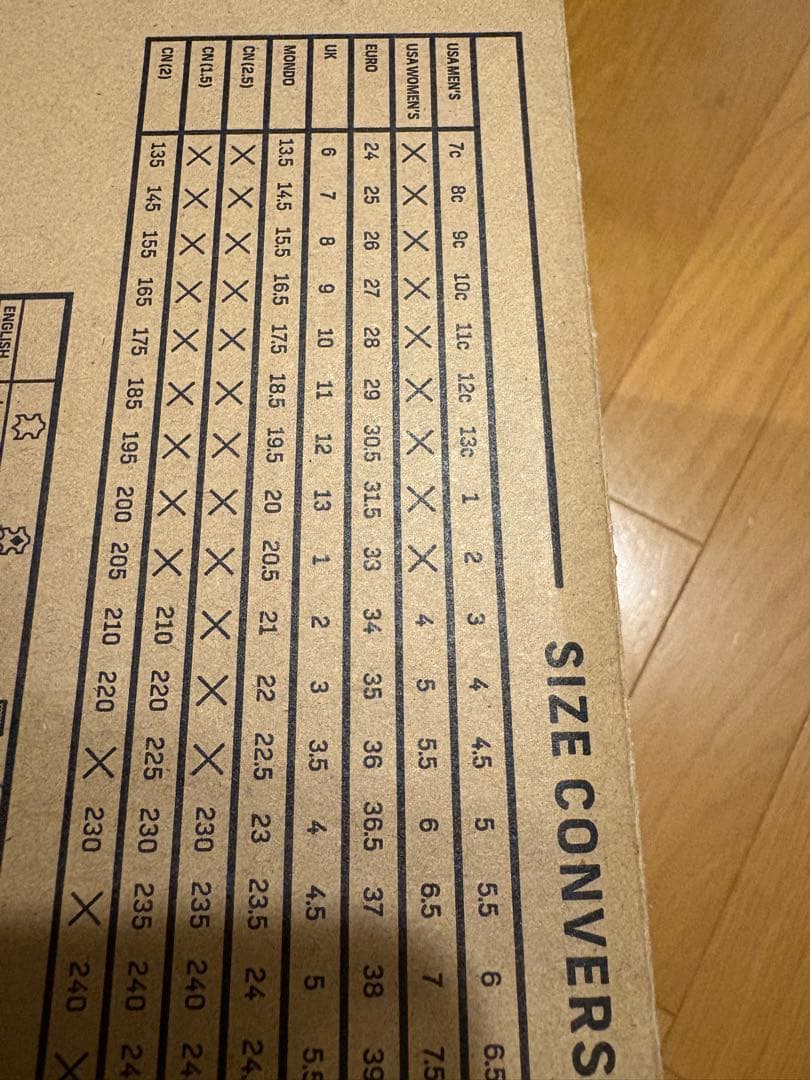 SIZE CONVERS
USA MEN'S 7c 8c 9c 10c 11c 12c 13c 1 2 3 4 4.5 5 5.5 6 6.5
USA WOMEN'S X X X X X X X X X 4 5 5.5 6 6.5 7 7.5
EURO 24 25 26 27 28 29 30.5 31.5 33 34 35 36 36.5 37 38 39
UK 6 7 8 9 10 11 12 13 1 2 3 3.5 4 4.5 5 5.5
MONDO 13.5 14.5 15.5 16.5 17.5 18.5 19.5 20 20.5 21 22 22.5 23 23.5 24 24.
CN (2.5) X X X X X X X X X X X X 230 235 240 24
CN (1.5) X X X X X X X X X 210 220 225 230 235 240 24
CN (2) 135 145 155 165 175 185 195 200 205 210 220 X 230 X 240 X
ENGLISH